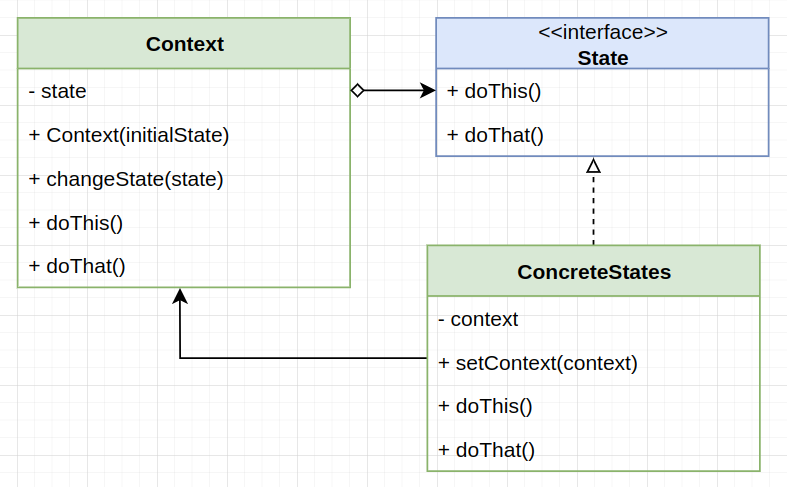 Context
- state
+ Context(initialState)
+ changeState(state)
+ doThis()
+ doThat()
<<interface>>
State
+ doThis()
+ doThat()
ConcreteStates
- context
+ setContext(context)
+ doThis()
+ doThat()